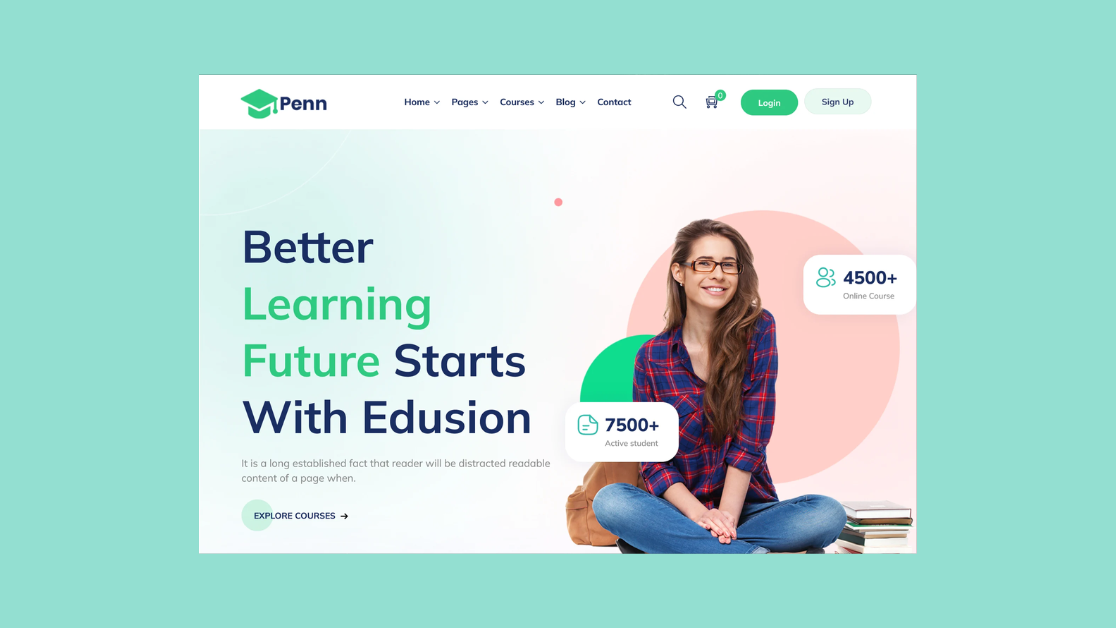 Penn
Home Pages Courses Blog Contact 0 Login Sign Up
Better
Learning
Future Starts
With Edusion
It is a long established fact that reader will be distracted readable
content of a page when.
EXPLORE COURSES
4500+
Online Course
7500+
Active student